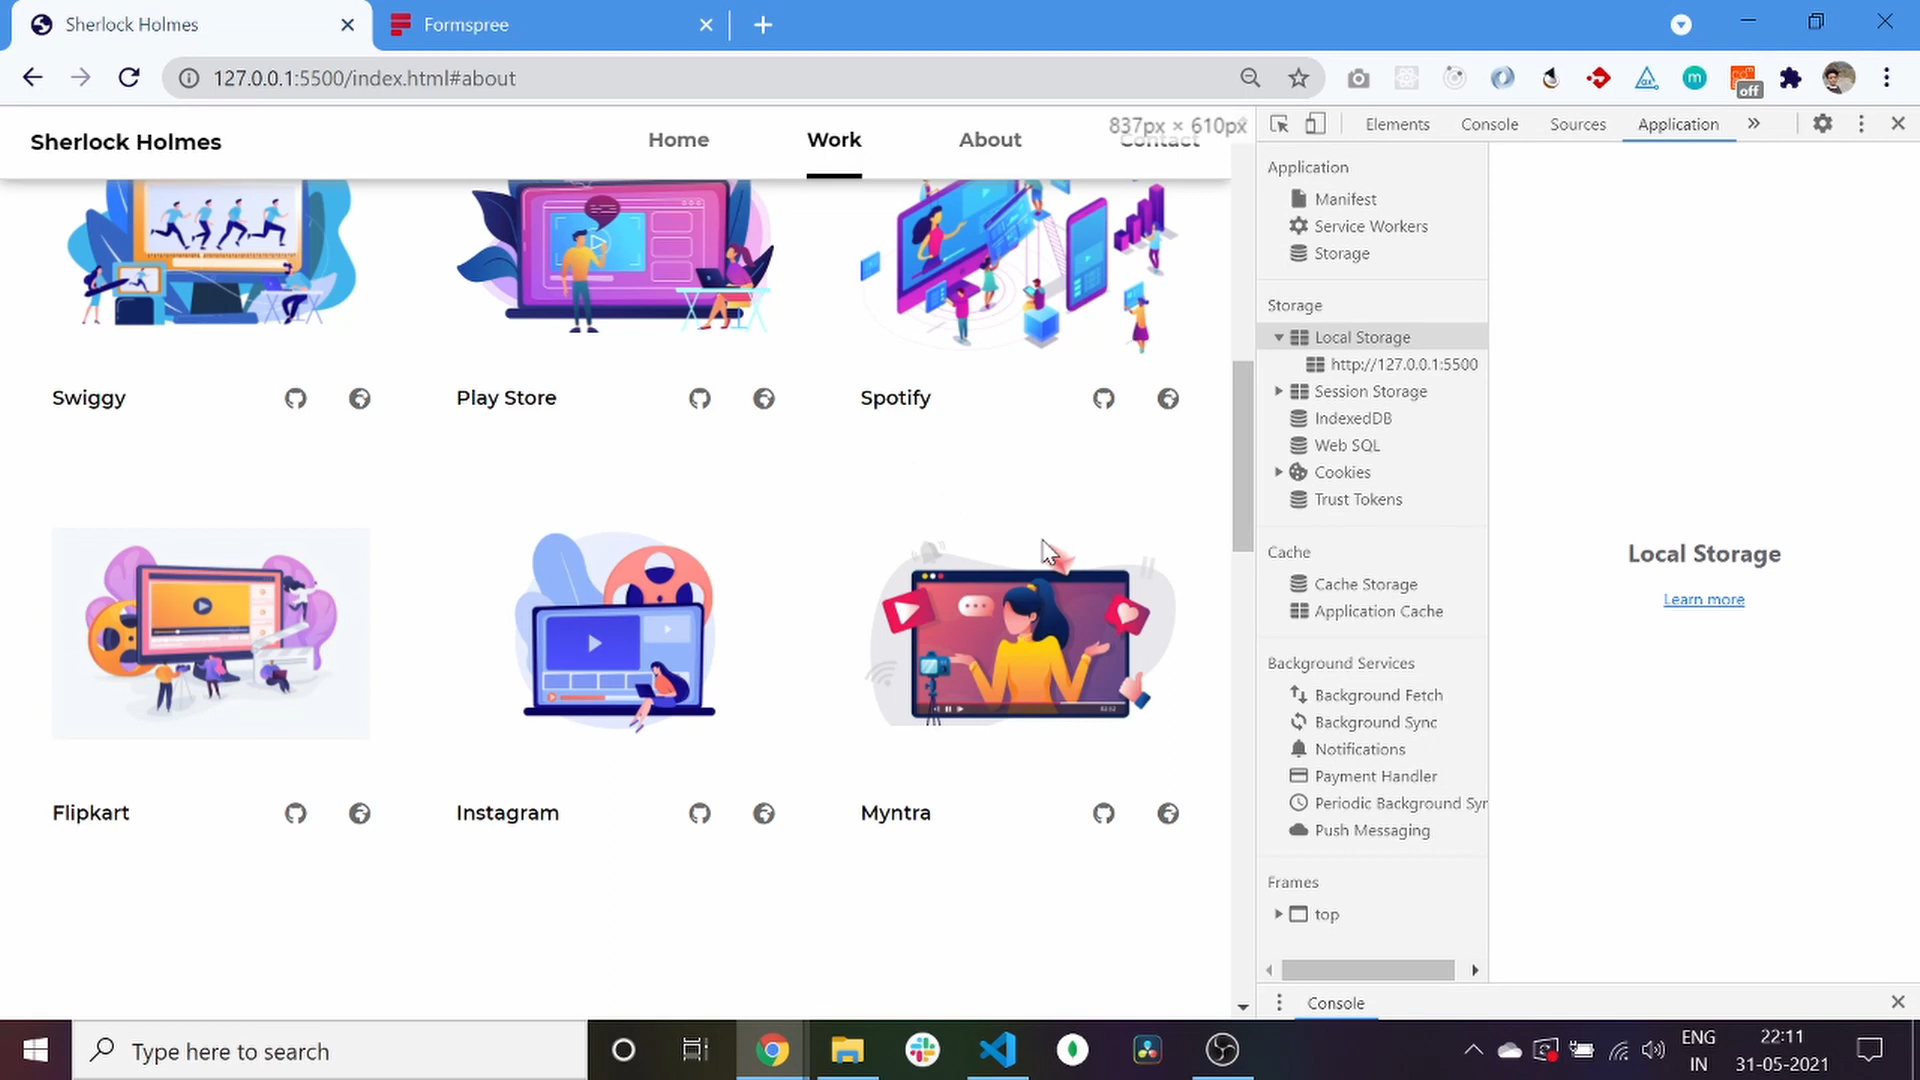 Sherlock Holmes
Formspree
127.0.0.1:5500/index.html#about
off
Sherlock Holmes
Home
Work
About
Contact
837px × 610px
Swiggy
Play Store
Spotify
Flipkart
Instagram
Myntra
Elements
Console
Sources
Application
Application
Manifest
Service Workers
Storage
Storage
Local Storage
http://127.0.0.1:5500
Session Storage
IndexedDB
Web SQL
Cookies
Trust Tokens
Cache
Cache Storage
Application Cache
Background Services
Background Fetch
Background Sync
Notifications
Payment Handler
Periodic Background Syn
Push Messaging
Frames
top
Local Storage
Learn more
Console
Type here to search
ENG
IN
22:11
31-05-2021